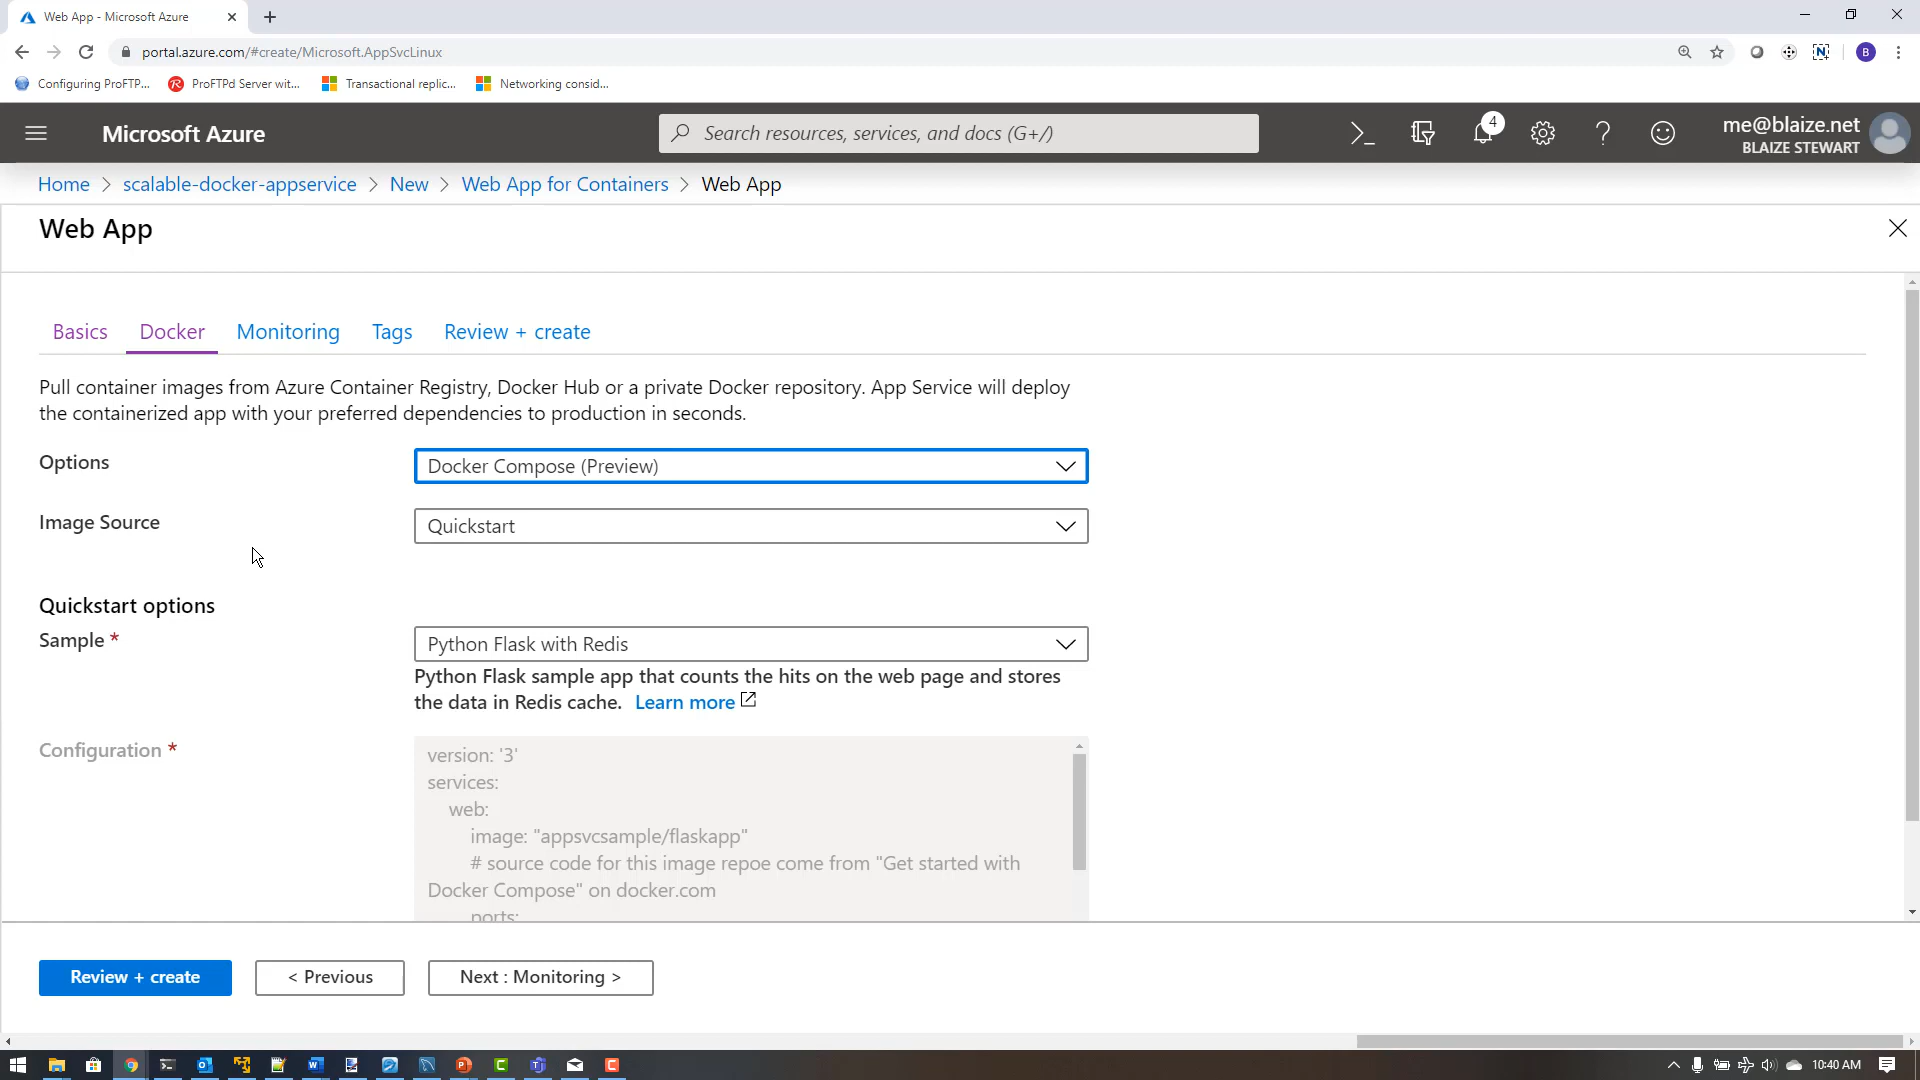 Web App - Microsoft Azure
portal.azure.com/#create/Microsoft.AppSvcLinux
B
Configuring ProFTP...
ProFTPd Server wit...
Transactional replic...
Networking consid...
Microsoft Azure
Search resources, services, and docs (G+/)
4
me@blaize.net
BLAIZE STEWART
Home > scalable-docker-appservice > New > Web App for Containers > Web App
Web App
Basics
Docker
Monitoring
Tags
Review + create
Pull container images from Azure Container Registry, Docker Hub or a private Docker repository. App Service will deploy
the containerized app with your preferred dependencies to production in seconds.
Options
Docker Compose (Preview)
Image Source
Quickstart
Quickstart options
Sample *
Python Flask with Redis
Python Flask sample app that counts the hits on the web page and stores
the data in Redis cache. Learn more
Configuration *
version: '3'
services:
web:
image: "appsvcsample/flaskapp"
# source code for this image repoe come from "Get started with
Docker Compose" on docker.com
ports:
Review + create
< Previous
Next : Monitoring >
10:40 AM